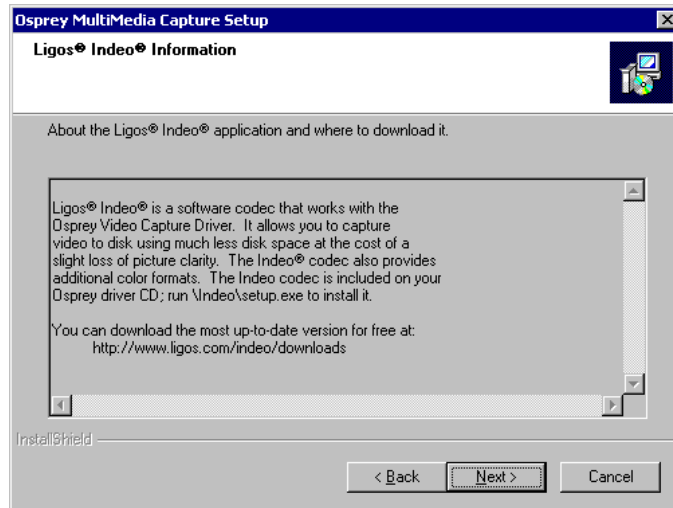 Osprey MultiMedia Capture Setup
Ligos® Indeo® Information
About the Ligos® Indeo® application and where to download it.
Ligos® Indeo® is a software codec that works with the
Osprey Video Capture Driver.  It allows you to capture
video to disk using much less disk space at the cost of a
slight loss of picture clarity.  The Indeo® codec also provides
additional color formats.  The Indeo codec is included on your
Osprey driver CD; run \Indeo\setup.exe to install it.
You can download the most up-to-date version for free at:
http://www.ligos.com/indeo/downloads
InstallShield
< Back
Next >
Cancel